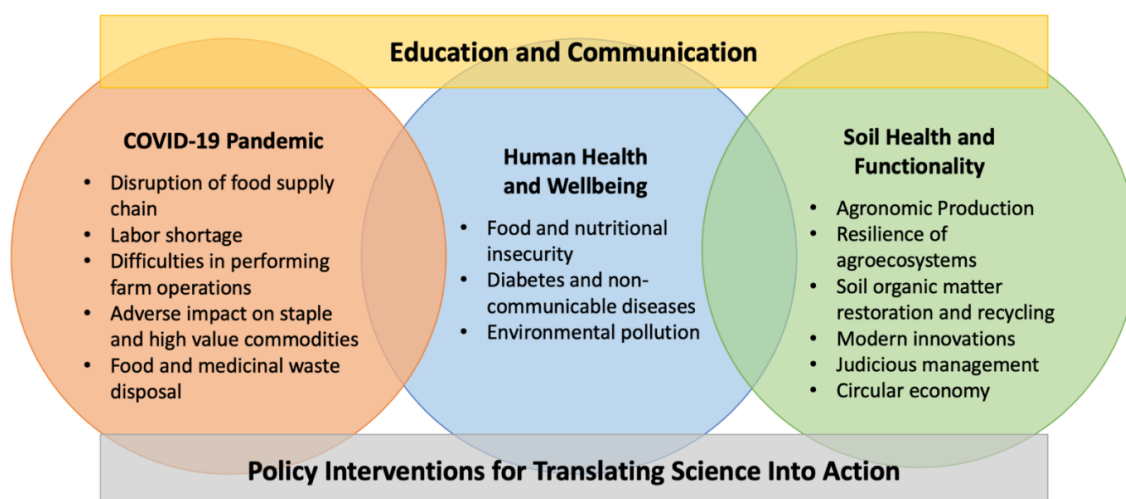 Education and Communication
COVID-19 Pandemic
• Disruption of food supply
chain
• Labor shortage
• Difficulties in performing
farm operations
• Adverse impact on staple
and high value commodities
• Food and medicinal waste
disposal
Human Health
and Wellbeing
• Food and nutritional
insecurity
• Diabetes and non-
communicable diseases
• Environmental pollution
Soil Health and
Functionality
• Agronomic Production
• Resilience of
agroecosystems
• Soil organic matter
restoration and recycling
• Modern innovations
• Judicious management
• Circular economy
Policy Interventions for Translating Science Into Action